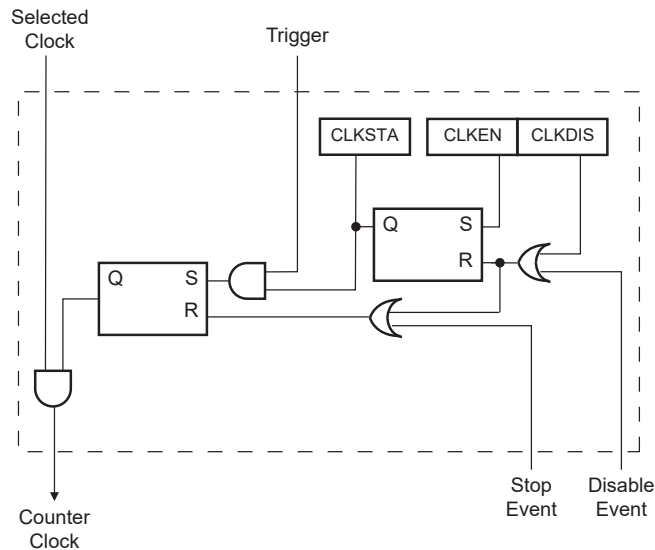 Selected
Clock
Trigger
CLKSTA
CLKEN
CLKDIS
Q
S
R
Q
S
R
Stop
Event
Disable
Event
Counter
Clock